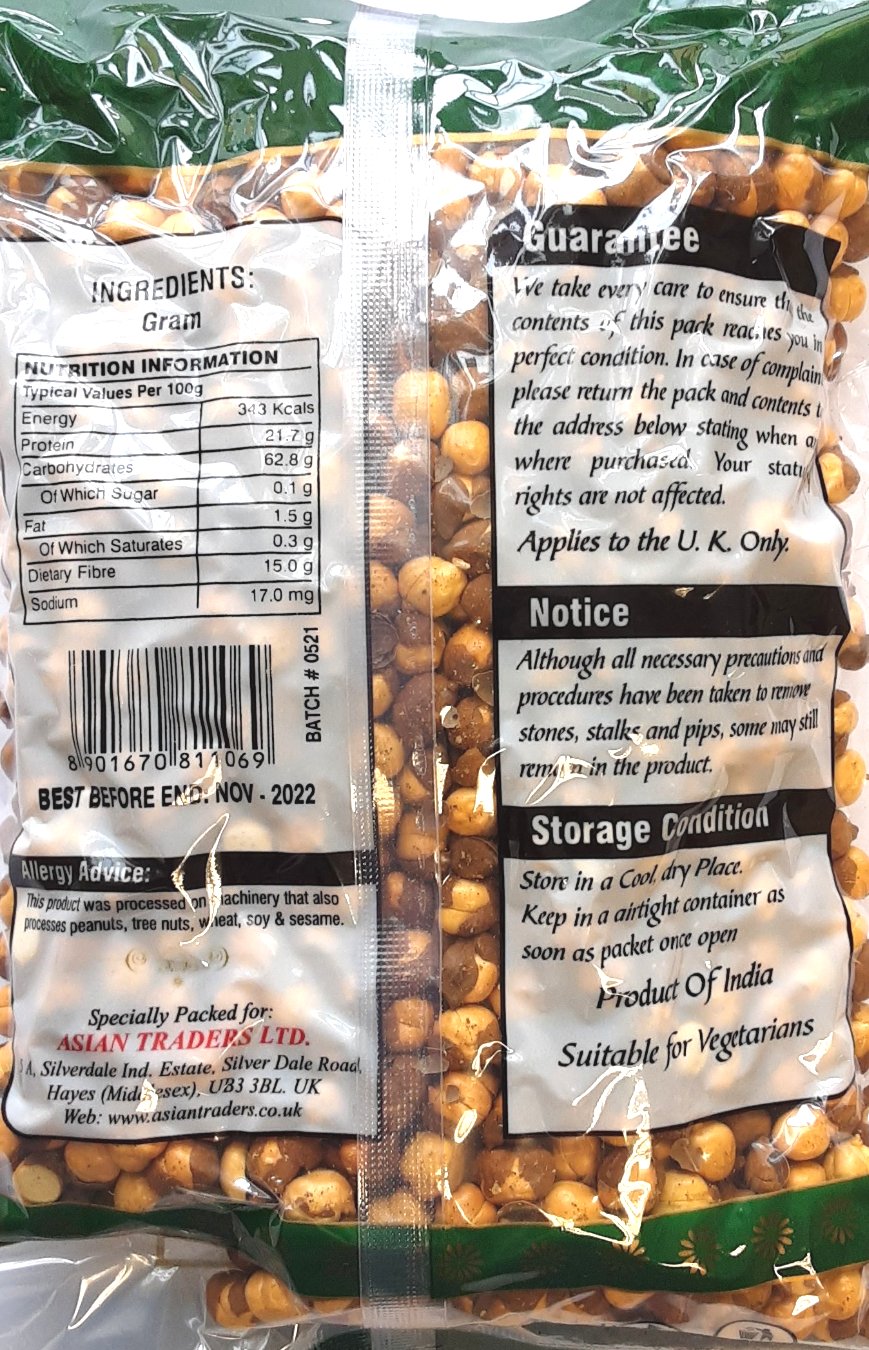 INGREDIENTS:
Gram
NUTRITION INFORMATION
Typical Values Per 100g
Energy 343 Kcals
Protein 21.7 g
Carbohydrates 62.8 g
Of Which Sugar 0.1 g
Fat 1.5 g
Of Which Saturates 0.3 g
Dietary Fibre 15.0 g
Sodium 17.0 mg
BATCH # 0521
8 901670 811069
BEST BEFORE END: NOV - 2022
Allergy Advice:
This product was processed on machinery that also
processes peanuts, tree nuts, wheat, soy & sesame.
Specially Packed for:
ASIAN TRADERS LTD.
A, Silverdale Ind. Estate, Silver Dale Road,
Hayes (Middlesex), UB3 3BL. UK
Web: www.asiantraders.co.uk
Guarantee
We take every care to ensure the
contents of this pack reaches you in
perfect condition. In case of complain
please return the pack and contents
the address below stating when
where purchased. Your
rights are not affected.
Applies to the U. K. Only.
Notice
Although all necessary precautions and
procedures have been taken to remove
stones, stalks and pips, some may still
remain in the product.
Storage Condition
Store in a Cool, dry Place.
Keep in a airtight container as
soon as packet once open
Product Of India
Suitable for Vegetarians